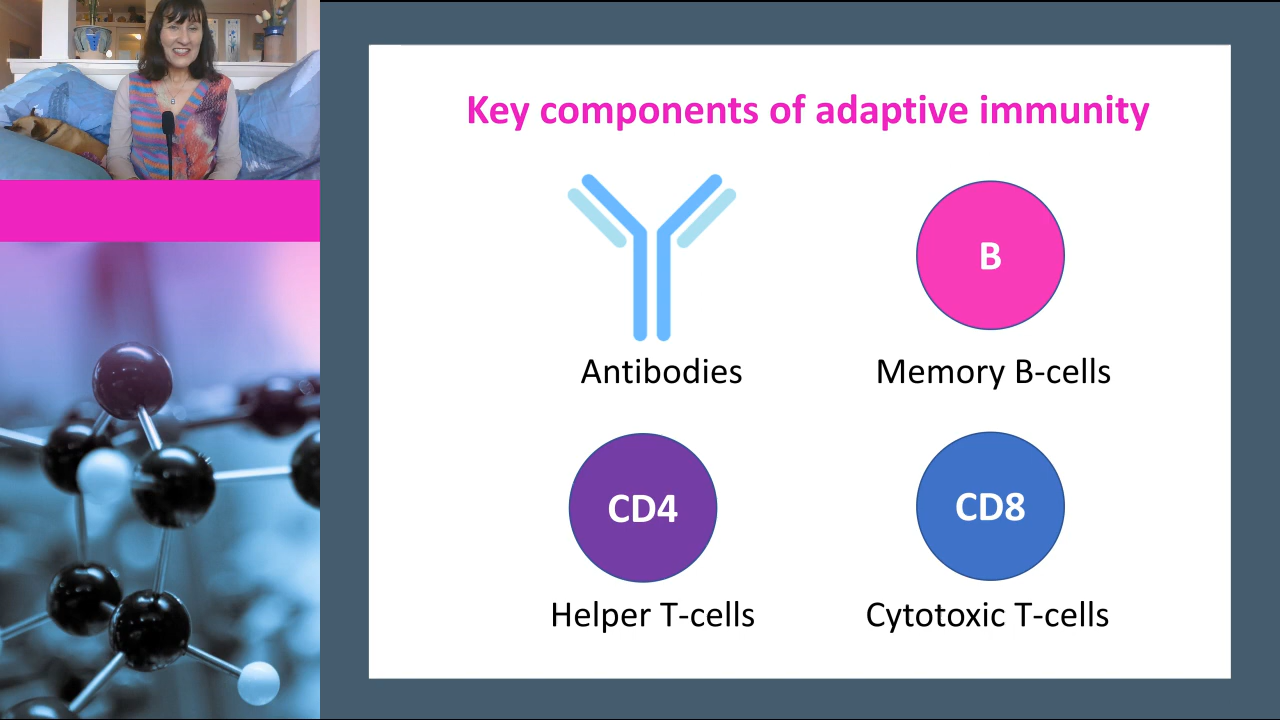 Key components of adaptive immunity
B
Antibodies
Memory B-cells
CD4
CD8
Helper T-cells
Cytotoxic T-cells